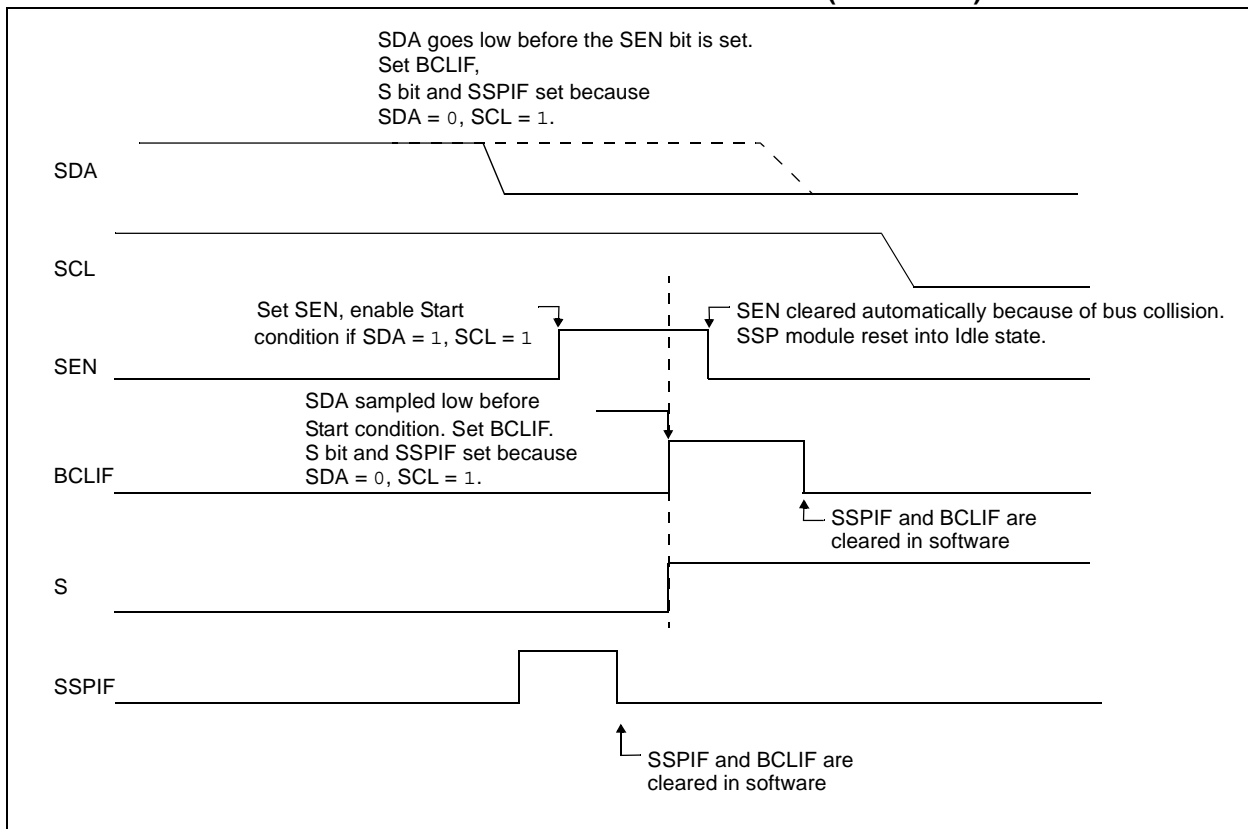 SDA goes low before the SEN bit is set.
Set BCLIF,
S bit and SSPIF set because
SDA = 0, SCL = 1.
SDA
SCL
Set SEN, enable Start
condition if SDA = 1, SCL = 1
SEN cleared automatically because of bus collision.
SSP module reset into Idle state.
SEN
SDA sampled low before
Start condition. Set BCLIF.
S bit and SSPIF set because
SDA = 0, SCL = 1.
BCLIF
SSPIF and BCLIF are
cleared in software
S
SSPIF
SSPIF and BCLIF are
cleared in software